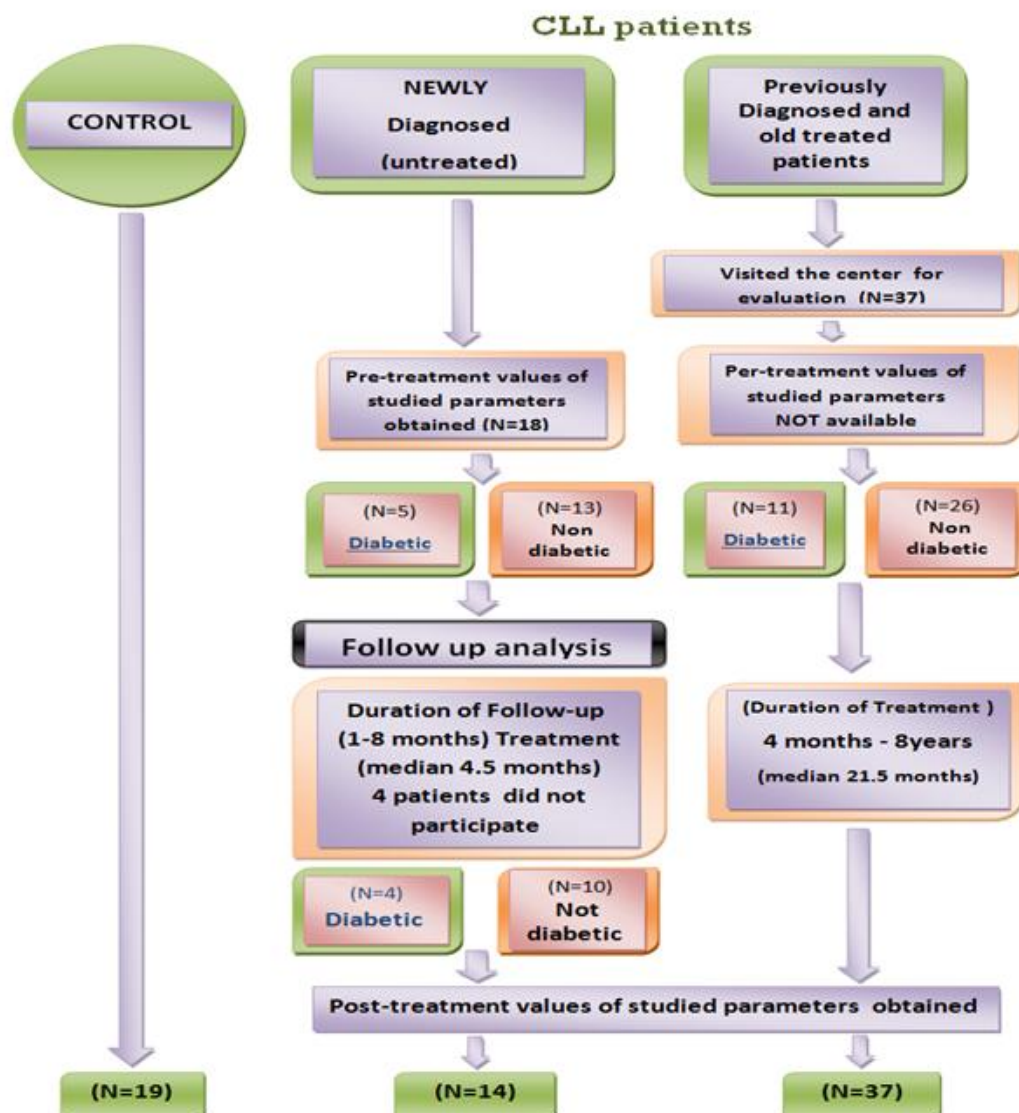 CLL patients
CONTROL
NEWLY
Diagnosed
(untreated)
Previously
Diagnosed and
old treated
patients
Visited the center for
evaluation (N=37)
Pre-treatment values of
studied parameters
obtained (N=18)
Per-treatment values of
studied parameters
NOT available
(N=5)
Diabetic
(N=13)
Non
diabetic
(N=11)
Diabetic
(N=26)
Non
diabetic
Follow up analysis
Duration of Follow-up
(1-8 months) Treatment
(median 4.5 months)
4 patients did not
participate
(Duration of Treatment )
4 months - 8years
(median 21.5 months)
(N=4)
Diabetic
(N=10)
Not
diabetic
Post-treatment values of studied parameters obtained
(N=19)
(N=14)
(N=37)